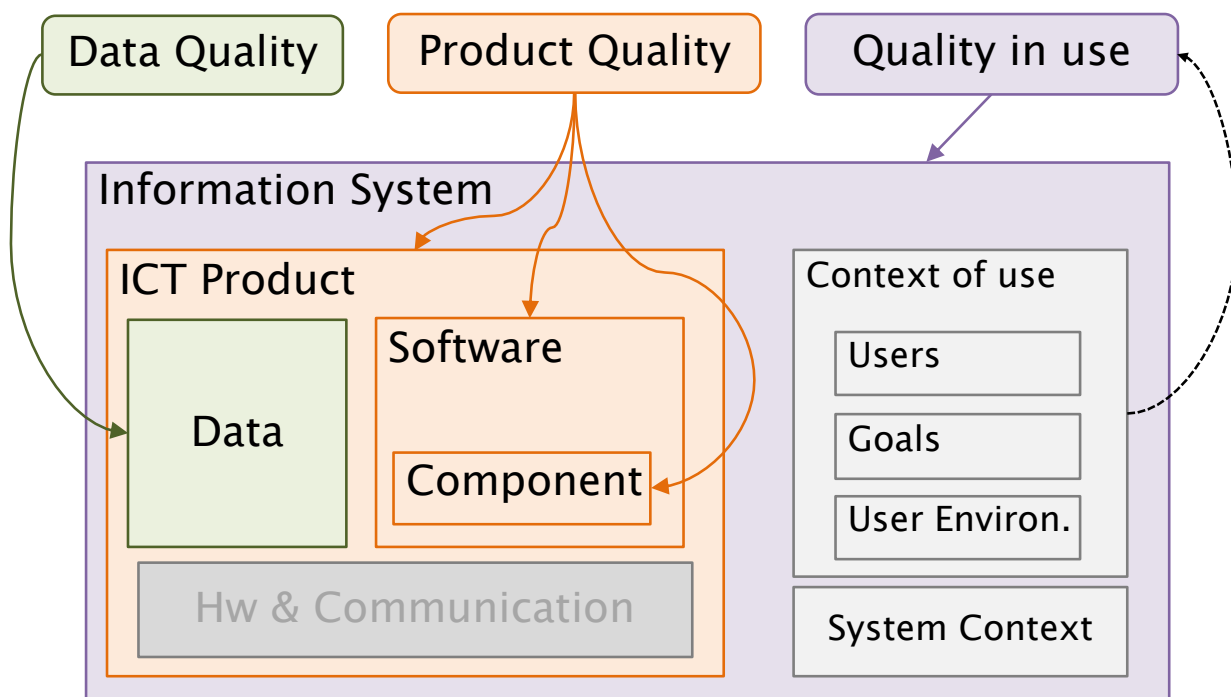 Data Quality
Product Quality
Quality in use
Information System
ICT Product
Data
Software
Component
Hw & Communication
Context of use
Users
Goals
User Environ.
System Context